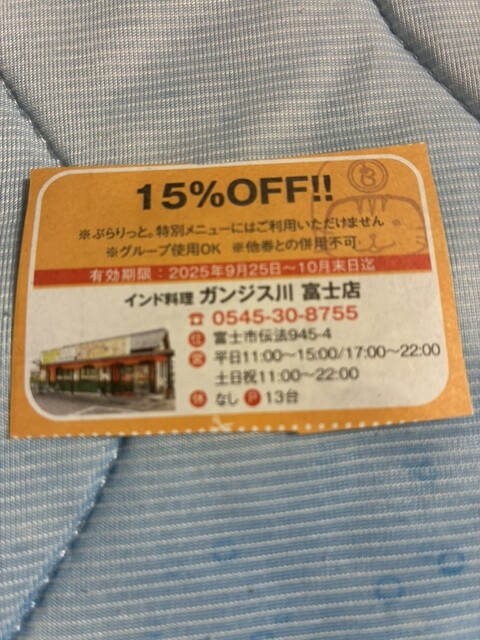 15%OFF!!
※ぶらりっと。特別メニューにはご利用いただけません
※グループ使用OK ※他券との併用不可
有効期限：2025年9月25日～10月末日迄
インド料理 ガンジス川 富士店
☎ 0545-30-8755
住 富士市伝法945-4
営 平日11:00～15:00/17:00～22:00
土日祝11:00～22:00
休 なし P 13台